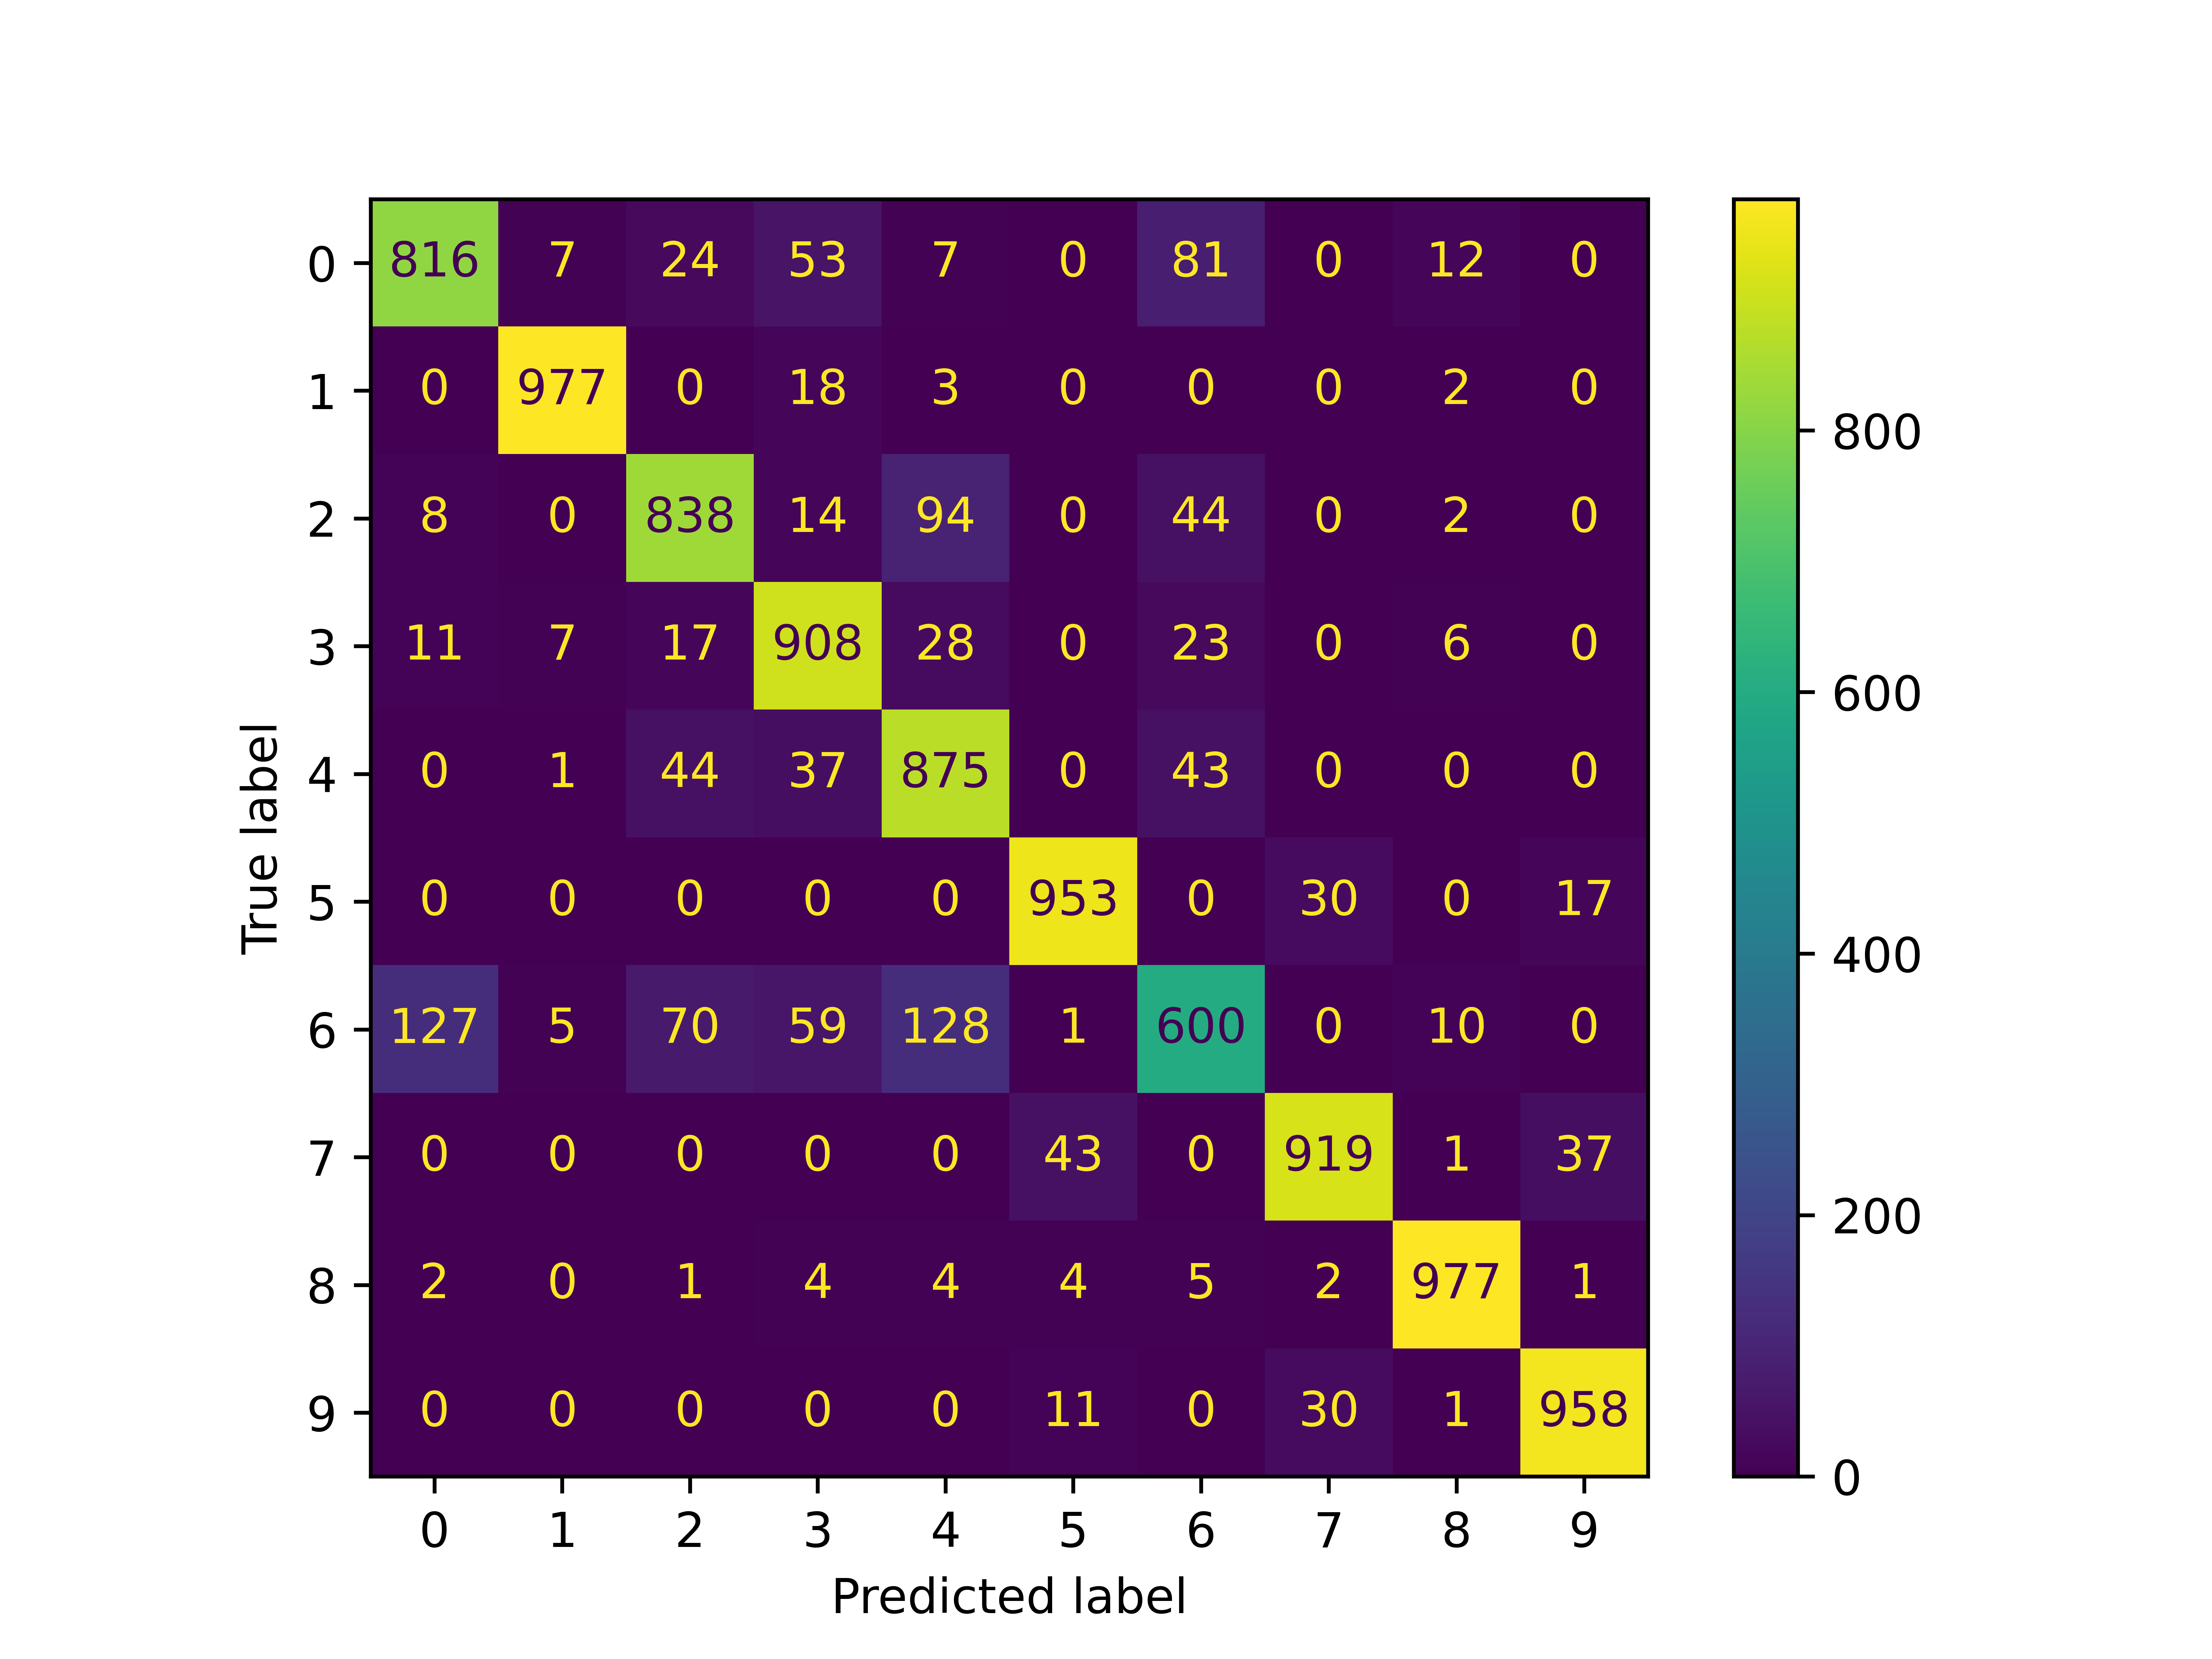 0 816 7 24 53 7 0 81 0 12 0
1 0 977 0 18 3 0 0 0 2 0
2 8 0 838 14 94 0 44 0 2 0
3 11 7 17 908 28 0 23 0 6 0
4 0 1 44 37 875 0 43 0 0 0
5 0 0 0 0 0 953 0 30 0 17
6 127 5 70 59 128 1 600 0 10 0
7 0 0 0 0 0 43 0 919 1 37
8 2 0 1 4 4 4 5 2 977 1
9 0 0 0 0 0 11 0 30 1 958
0 1 2 3 4 5 6 7 8 9
Predicted label
True label
800
600
400
200
0